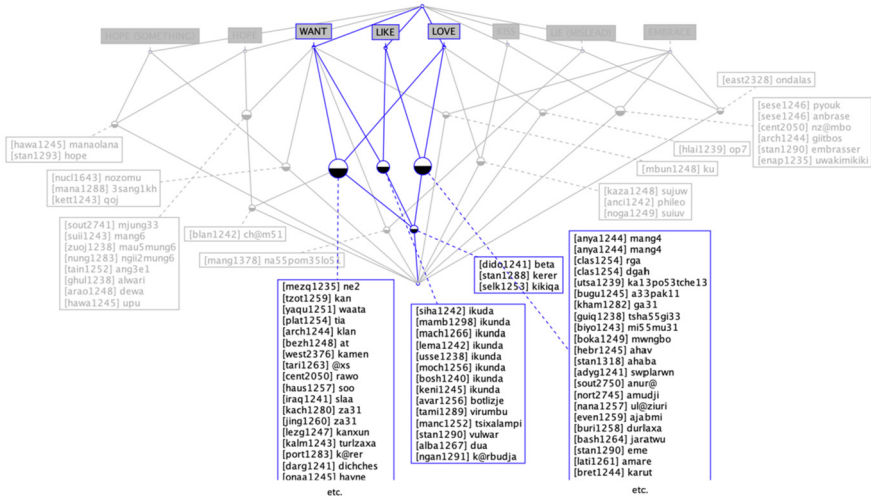 HOPE (SOMETHING)
HOPE
WANT
LIKE
LOVE
KISS
LIE (MISLEAD)
EMBRACE
[east2328] ondalas
[sese1246] pyouk
[sese1246] anbrase
[cent2050] nz@mbo
[arch1244] giitbos
[stan1290] embrasser
[enap1235] uwakimikiki
[hawa1245] manaolana
[stan1293] hope
[hlai1239] op7
[mbun1248] ku
[nucl1643] nozomu
[mana1288] 3sang1kh
[kett1243] qoj
[kaza1248] sujuw
[anci1242] phileo
[noga1249] suiuv
[sout2741] mjung33
[suii1243] mang6
[zuoj1238] mau5mung6
[nung1283] ngii2mung6
[tain1252] ang3e1
[ghul1238] alwari
[arao1248] dewa
[hawa1245] upu
[blan1242] ch@m51
[mang1378] na55pom35lo51
[dido1241] beta
[stan1288] kerer
[selk1253] kikiqa
[mezq1235] ne2
[tzot1259] kan
[yaqu1251] waata
[plat1254] tia
[arch1244] klan
[bezh1248] at
[west2376] kamen
[tari1263] @xs
[cent2050] rawo
[haus1257] soo
[iraq1241] slaa
[kach1280] za31
[jing1260] za31
[lezg1247] kanxun
[kalm1243] turlzaxa
[port1283] k@rer
[darg1241] dichches
[onaa1245] hayne
etc.
[siha1242] ikuda
[mamb1298] ikunda
[mach1266] ikunda
[lema1242] ikunda
[usse1238] ikunda
[moch1256] ikunda
[bosh1240] ikunda
[keni1245] ikunda
[avar1256] botlizje
[tami1289] virumbu
[manc1252] tsixalampi
[stan1290] vulwar
[alba1267] dua
[ngan1291] k@rbudja
[anya1244] mang4
[anya1244] mang4
[clas1254] rga
[clas1254] dgah
[utsa1239] ka13po53tche13
[bugu1245] a33pak11
[kham1282] ga31
[guiq1238] tsha55gi33
[biyo1243] mi55mu31
[boka1249] mwngbo
[hebr1245] ahav
[stan1318] ahaba
[adyg1241] swplarwn
[sout2750] anur@
[nort2745] amudji
[nana1257] ul@ziuri
[even1259] ajabmi
[buri1258] durlaxa
[bash1264] jaratwu
[stan1290] eme
[lati1261] amare
[bret1244] karut
etc.